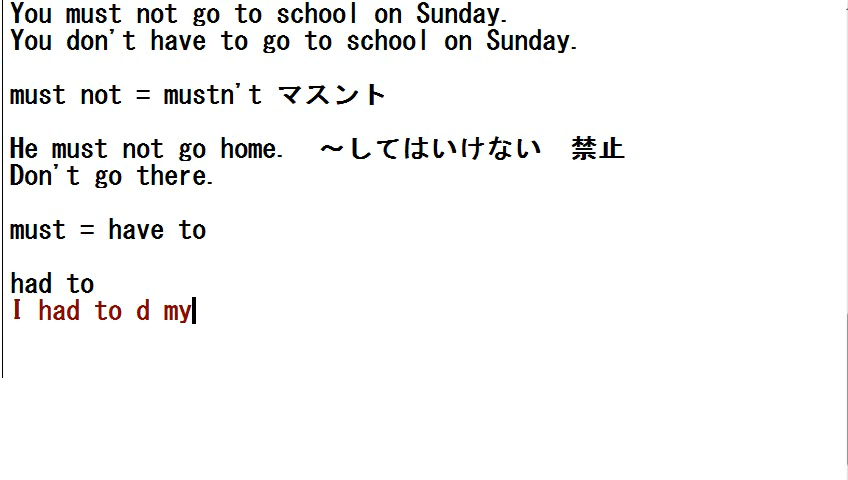 You must not go to school on Sunday.
You don't have to go to school on Sunday.
must not = mustn't マスント
He must not go home.　～してはいけない　禁止
Don't go there.
must = have to
had to
I had to d my